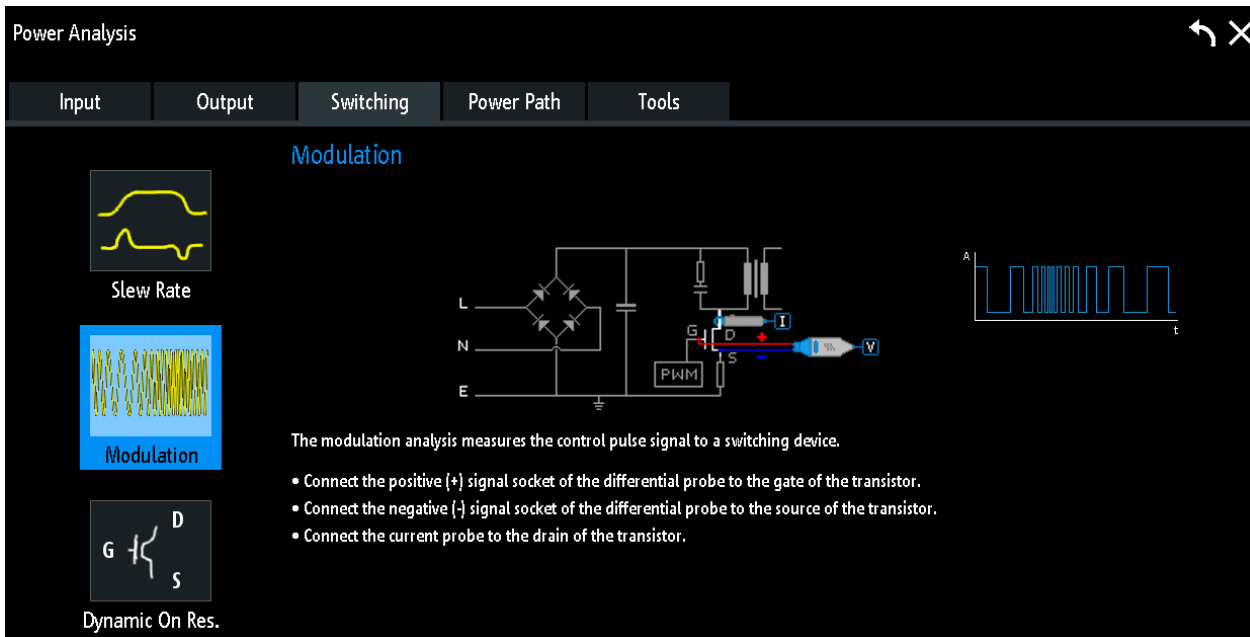 Power Analysis
Input Output Switching Power Path Tools
Modulation
Slew Rate
Modulation
G D S
Dynamic On Res.
L
N
E
G
D
S
PWM
I
+
-
V
A
t
The modulation analysis measures the control pulse signal to a switching device.
• Connect the positive (+) signal socket of the differential probe to the gate of the transistor.
• Connect the negative (-) signal socket of the differential probe to the source of the transistor.
• Connect the current probe to the drain of the transistor.